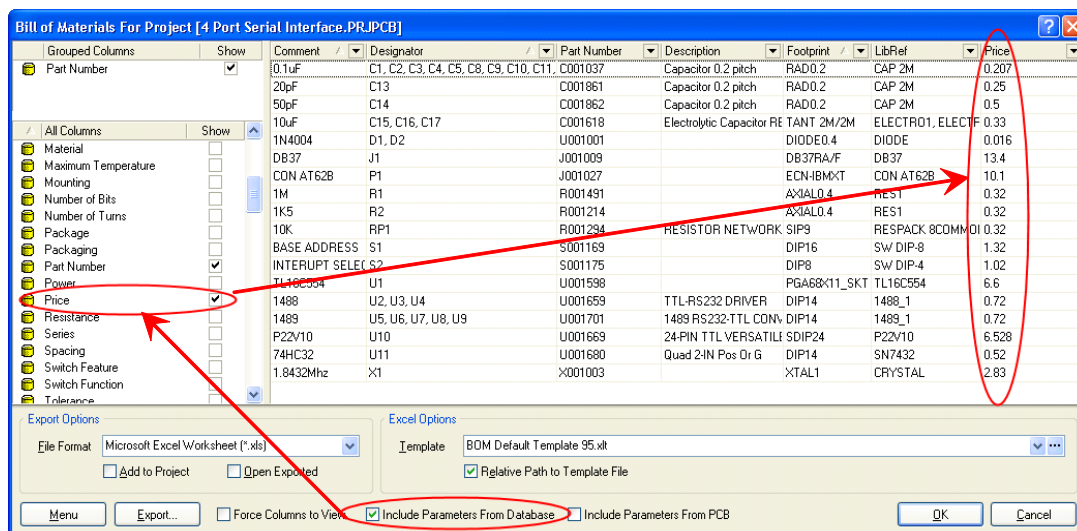 Bill of Materials For Project [4 Port Serial Interface.PRJPCB]
Grouped Columns Show
Part Number
All Columns Show
Material
Maximum Temperature
Mounting
Number of Bits
Number of Turns
Package
Packaging
Part Number
Power
Price
Resistance
Series
Spacing
Switch Feature
Switch Function
Tolerance
Comment Designator Part Number Description Footprint LibRef Price
0.1uF C1, C2, C3, C4, C5, C8, C9, C10, C11, C001037 Capacitor 0.2 pitch RAD0.2 CAP 2M 0.207
20pF C13 C001861 Capacitor 0.2 pitch RAD0.2 CAP 2M 0.25
50pF C14 C001862 Capacitor 0.2 pitch RAD0.2 CAP 2M 0.5
10uF C15, C16, C17 C001618 Electrolytic Capacitor RE TANT 2M/2M ELECTRO1, ELECTF 0.33
1N4004 D1, D2 U001001 DIODE0.4 DIODE 0.016
DB37 J1 J001009 DB37RA/F DB37 13.4
CON AT62B P1 J001027 ECN-IBMXT CON AT62B 10.1
1M R1 R001491 AXIAL0.4 RES1 0.32
1K5 R2 R001214 AXIAL0.4 RES1 0.32
10K RP1 R001294 RESISTOR NETWORK SIP9 RESPACK 8COMMO 0.32
BASE ADDRESS S1 S001169 DIP16 SW DIP-8 1.32
INTERUPT SELEC S2 S001175 DIP8 SW DIP-4 1.02
TL16C554 U1 U001598 PGA68X11_SKT TL16C554 6.6
1488 U2, U3, U4 U001659 TTL-RS232 DRIVER DIP14 1488_1 0.72
1489 U5, U6, U7, U8, U9 U001701 1489 RS232-TTL CONV DIP14 1489_1 0.72
P22V10 U10 U001669 24-PIN TTL VERSATILE SDIP24 P22V10 6.528
74HC32 U11 U001680 Quad 2-IN Pos Or G DIP14 SN7432 0.52
1.8432Mhz X1 X001003 XTAL1 CRYSTAL 2.83
Export Options
File Format Microsoft Excel Worksheet (*.xls)
Add to Project Open Exported
Excel Options
Template BOM Default Template 95.xlt
Relative Path to Template File
Menu Export... Force Columns to View Include Parameters From Database Include Parameters From PCB OK Cancel